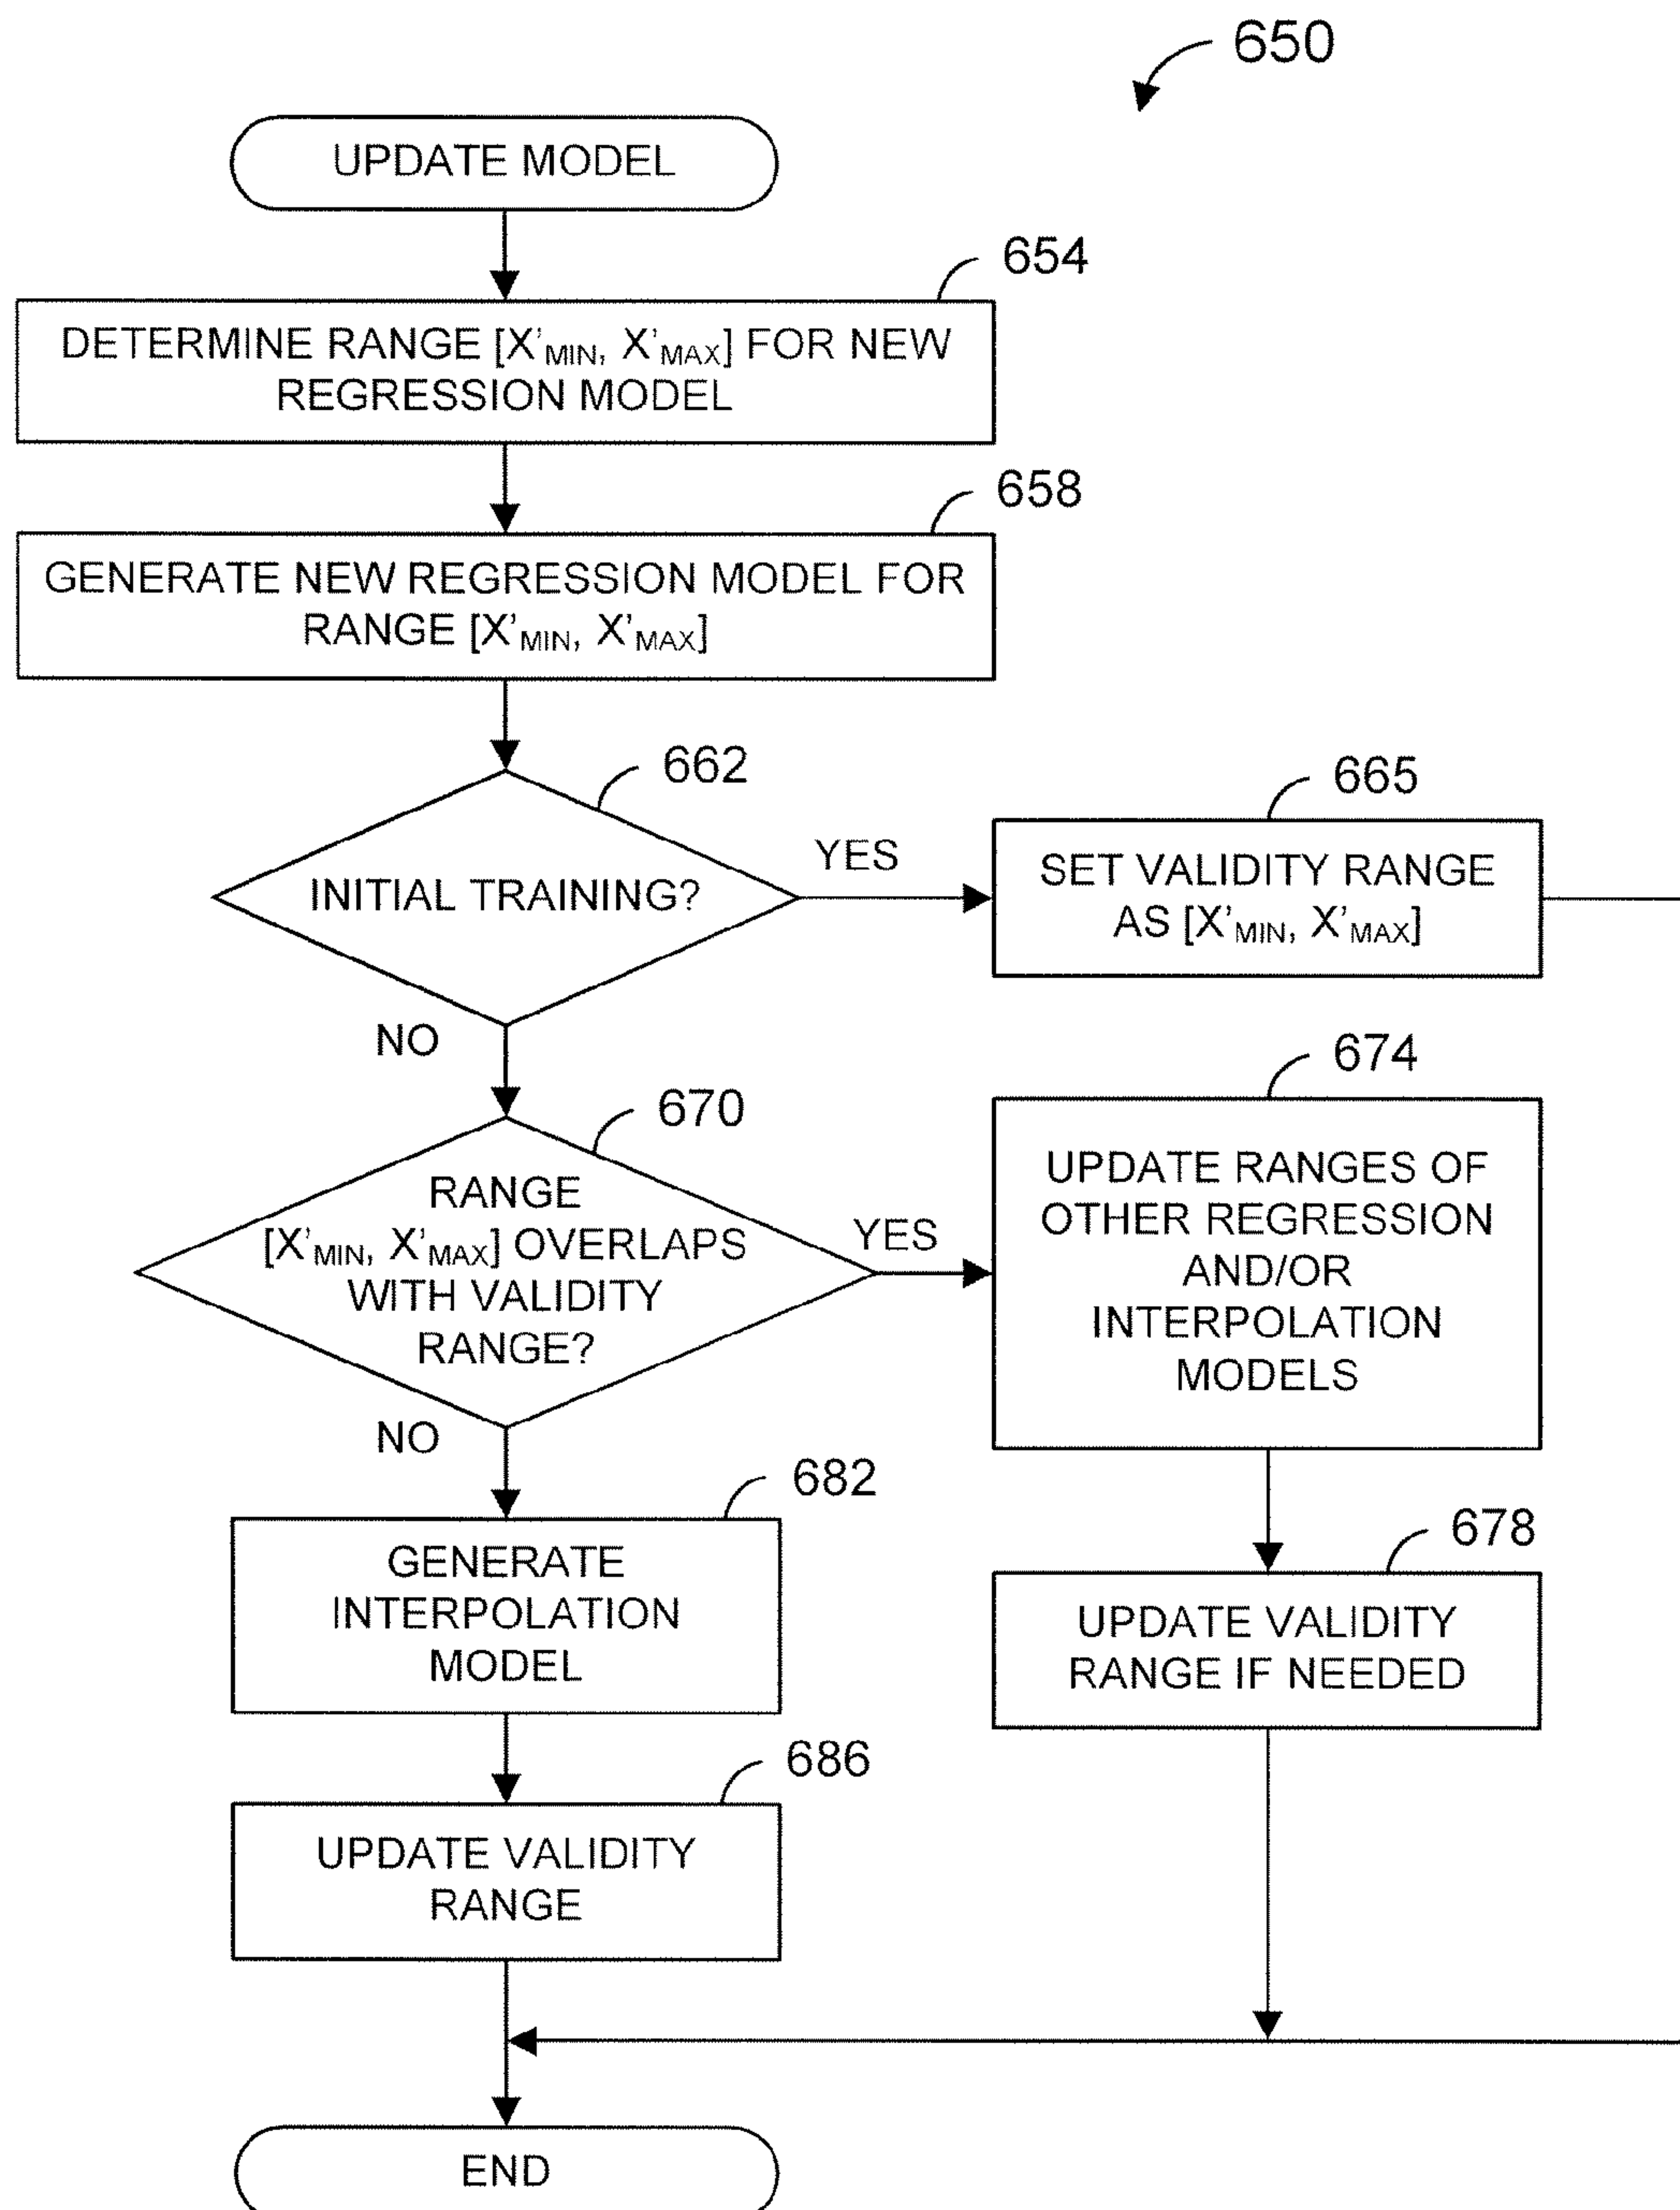 650
UPDATE MODEL
654
DETERMINE RANGE [X'MIN, X'MAX] FOR NEW
REGRESSION MODEL
658
GENERATE NEW REGRESSION MODEL FOR
RANGE [X'MIN, X'MAX]
662
INITIAL TRAINING?
YES
665
SET VALIDITY RANGE
AS [X'MIN, X'MAX]
NO
670
RANGE
[X'MIN, X'MAX] OVERLAPS
WITH VALIDITY
RANGE?
YES
674
UPDATE RANGES OF
OTHER REGRESSION
AND/OR
INTERPOLATION
MODELS
678
UPDATE VALIDITY
RANGE IF NEEDED
NO
682
GENERATE
INTERPOLATION
MODEL
686
UPDATE VALIDITY
RANGE
END